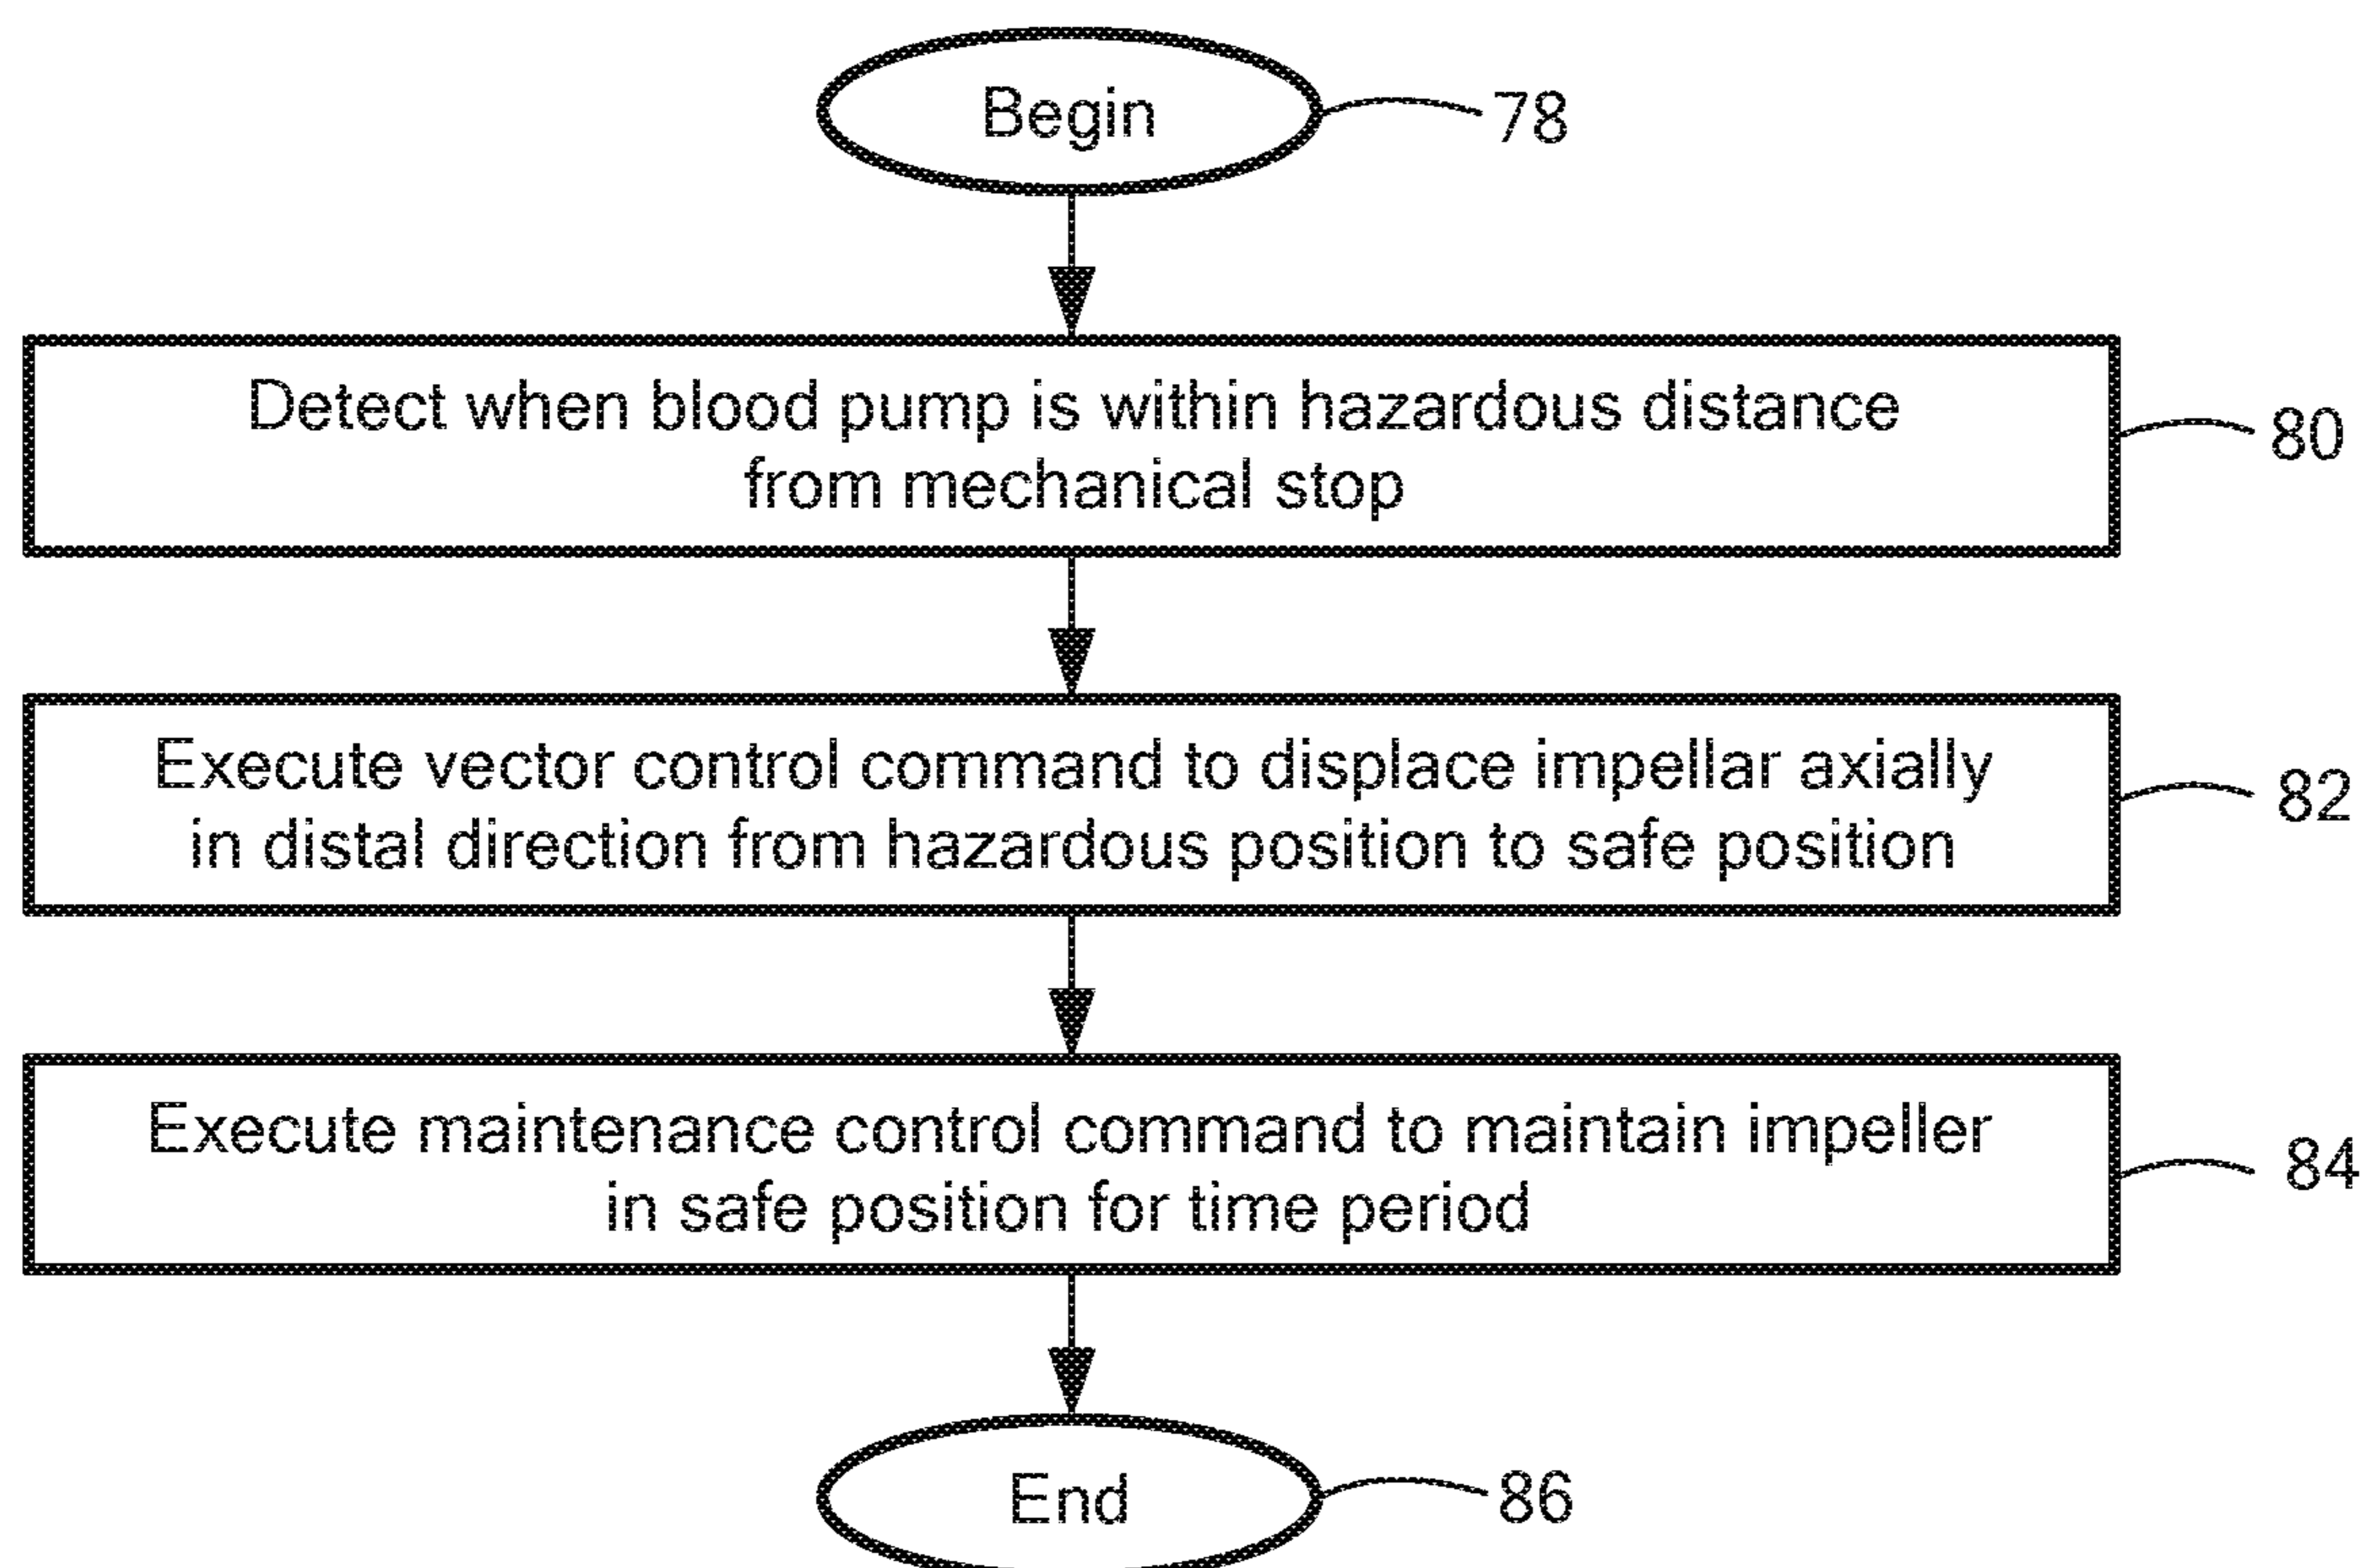 Begin
78
Detect when blood pump is within hazardous distance
from mechanical stop
80
Execute vector control command to displace impellar axially
in distal direction from hazardous position to safe position
82
Execute maintenance control command to maintain impeller
in safe position for time period
84
End
86